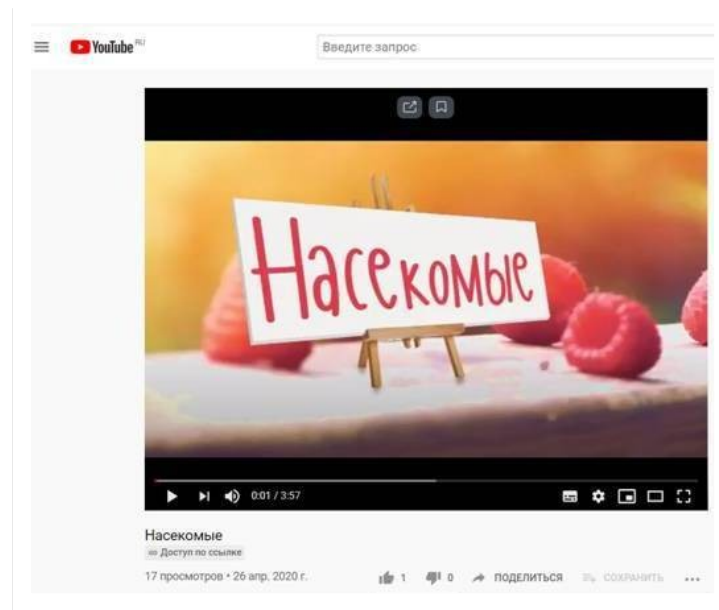 YouTube RU
Введите запрос
Насекомые
0:01 / 3:57
Насекомые
Доступ по ссылке
17 просмотров • 26 апр. 2020 г.
1
0
ПОДЕЛИТЬСЯ
СОХРАНИТЬ